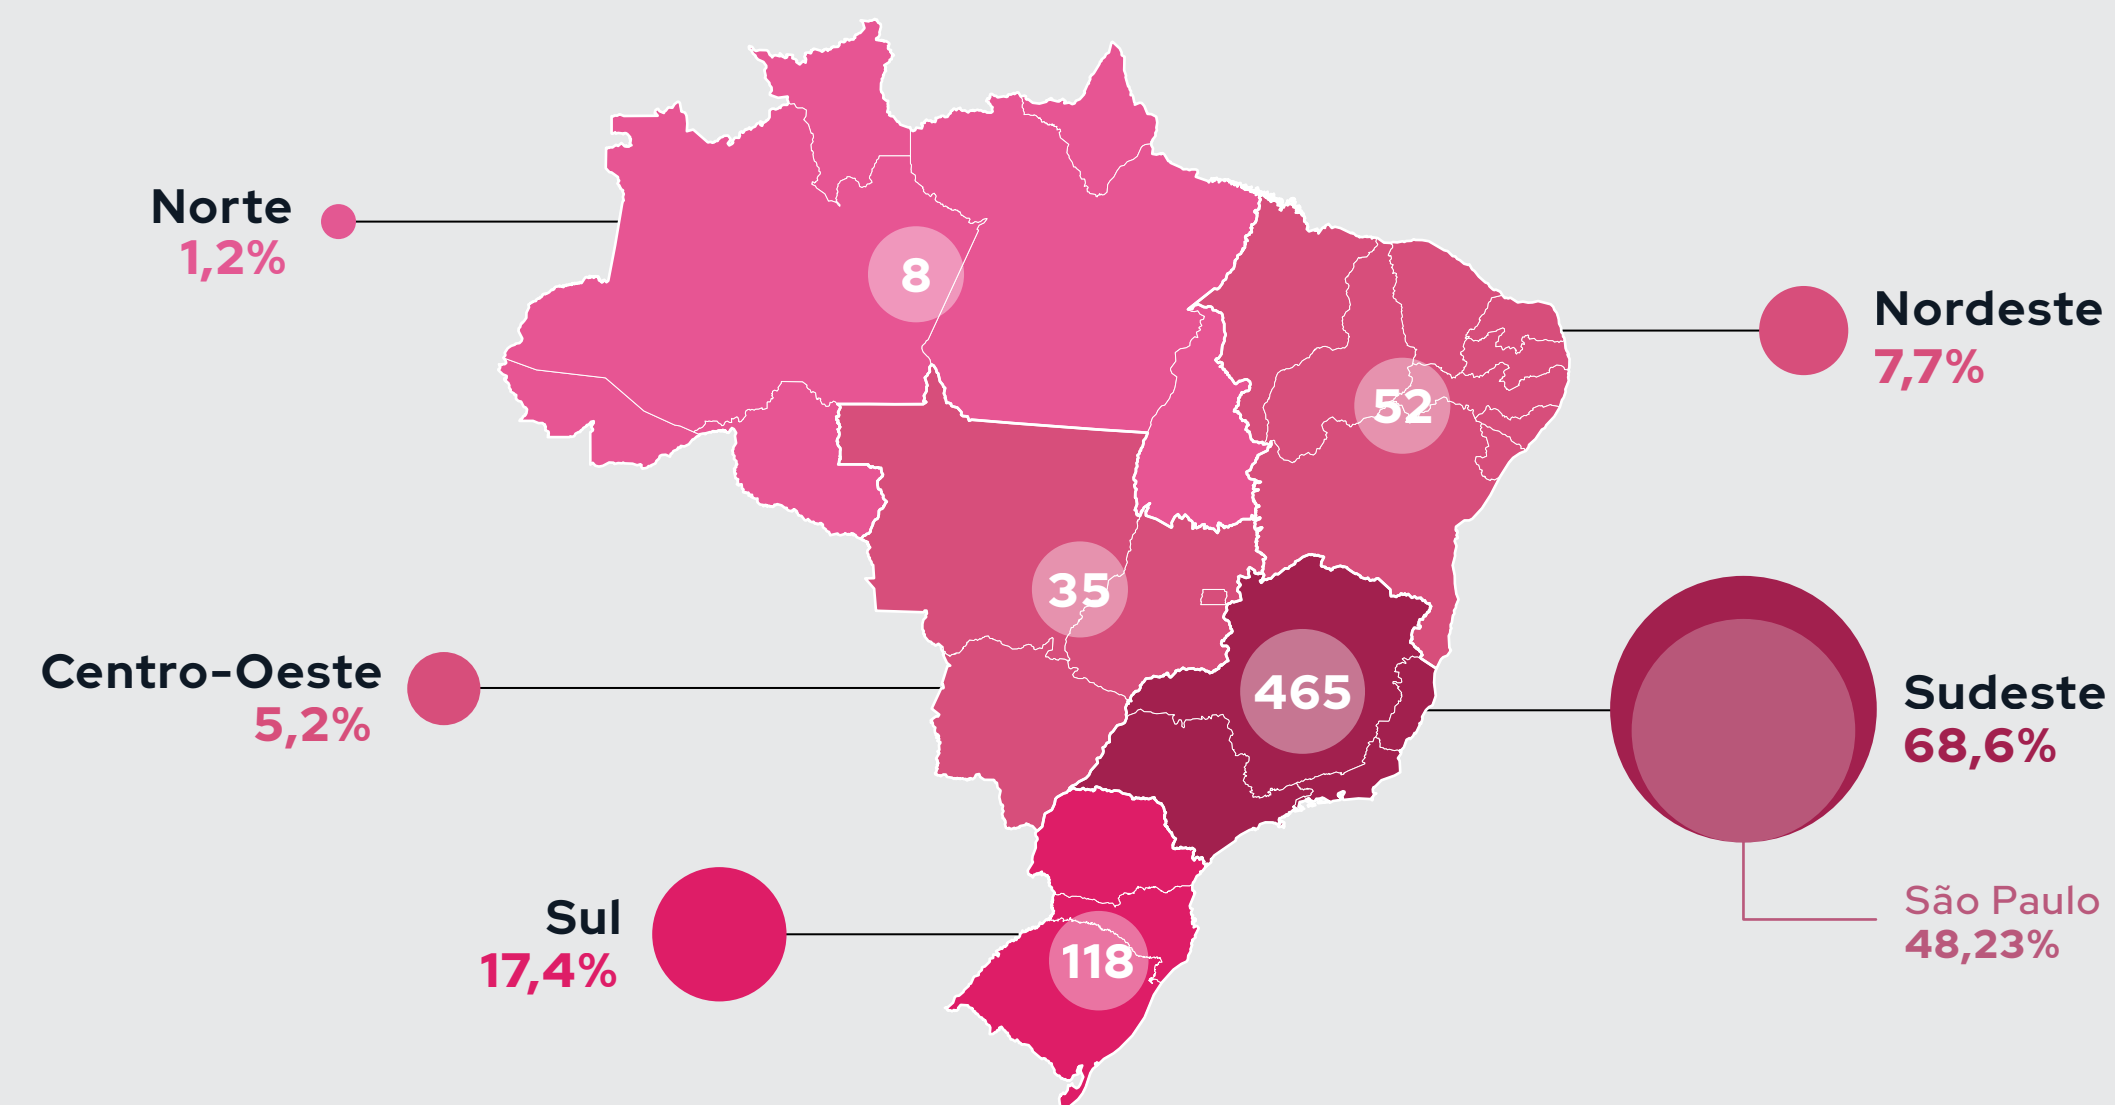 Norte
1,2%
8
Nordeste
7,7%
52
35
Centro-Oeste
5,2%
465
Sudeste
68,6%
São Paulo
48,23%
Sul
17,4%
118